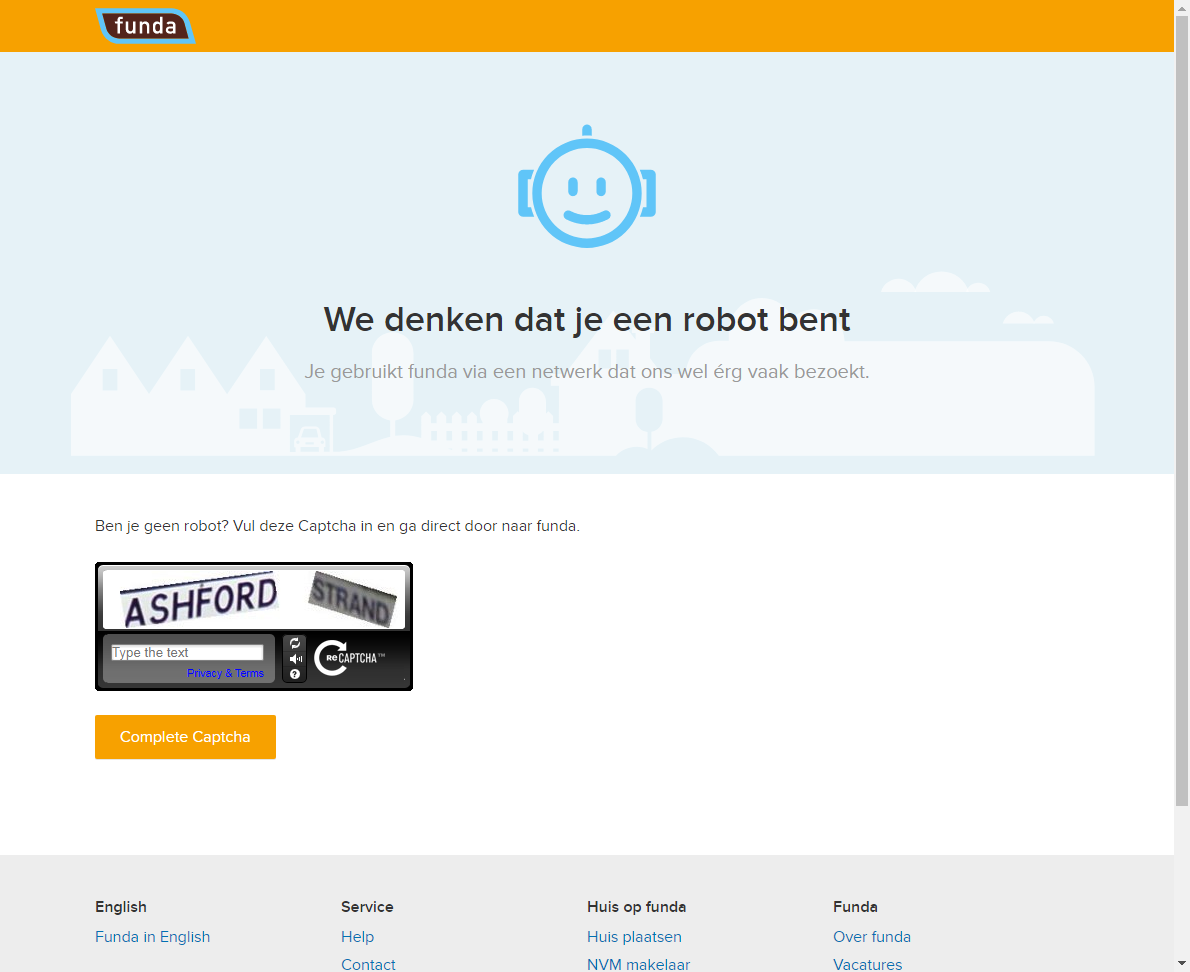 funda
We denken dat je een robot bent
Je gebruikt funda via een netwerk dat ons wel érg vaak bezoekt.
Ben je geen robot? Vul deze Captcha in en ga direct door naar funda.
ASHFORD STRAND
Type the text
Privacy & Terms
ReCAPTCHA™
Complete Captcha
English Service Huis op funda Funda
Funda in English Help Huis plaatsen Over funda
Contact NVM makelaar Vacatures